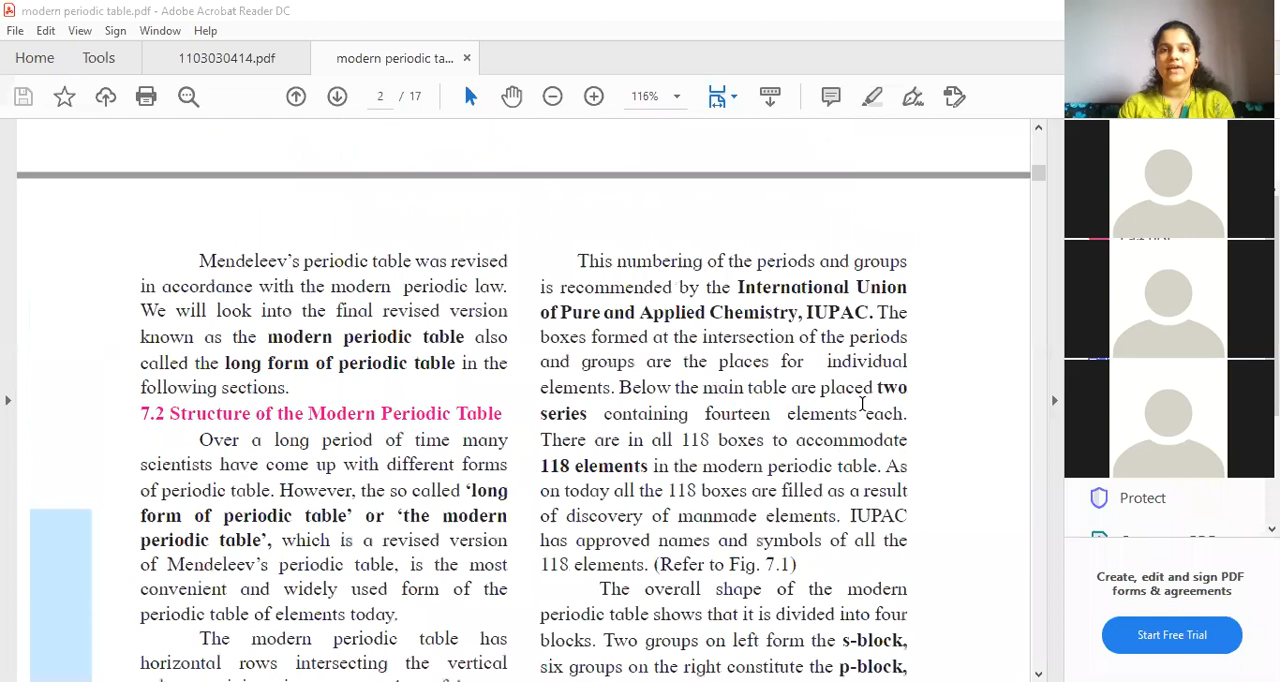 modern periodic table.pdf - Adobe Acrobat Reader DC
File Edit View Sign Window Help
Home Tools 1103030414.pdf modern periodic ta... ×
2 / 17 116%
Mendeleev's periodic table was revised
in accordance with the modern periodic law.
We will look into the final revised version
known as the modern periodic table also
called the long form of periodic table in the
following sections.
7.2 Structure of the Modern Periodic Table
Over a long period of time many
scientists have come up with different forms
of periodic table. However, the so called ‘long
form of periodic table’ or ‘the modern
periodic table’, which is a revised version
of Mendeleev's periodic table, is the most
convenient and widely used form of the
periodic table of elements today.
The modern periodic table has
horizontal rows intersecting the vertical
This numbering of the periods and groups
is recommended by the International Union
of Pure and Applied Chemistry, IUPAC. The
boxes formed at the intersection of the periods
and groups are the places for individual
elements. Below the main table are placed two
series containing fourteen elements each.
There are in all 118 boxes to accommodate
118 elements in the modern periodic table. As
on today all the 118 boxes are filled as a result
of discovery of manmade elements. IUPAC
has approved names and symbols of all the
118 elements. (Refer to Fig. 7.1)
The overall shape of the modern
periodic table shows that it is divided into four
blocks. Two groups on left form the s-block,
six groups on the right constitute the p-block,
Protect
Create, edit and sign PDF
forms & agreements
Start Free Trial